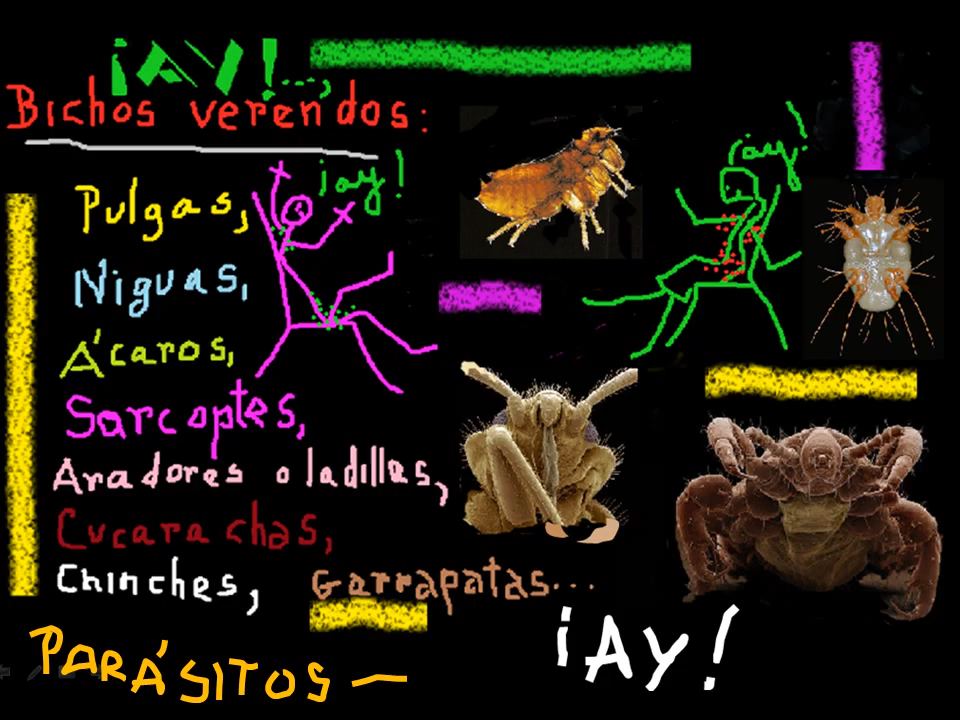 ¡AY!...,
Bichos verendos:
¡ay!
¡ay!
Pulgas,
Niguas,
Ácaros,
Sarcoptes,
Aradores o ladillas,
Cucarachas,
Chinches, Garrapatas...
¡AY!
PARÁSITOS —